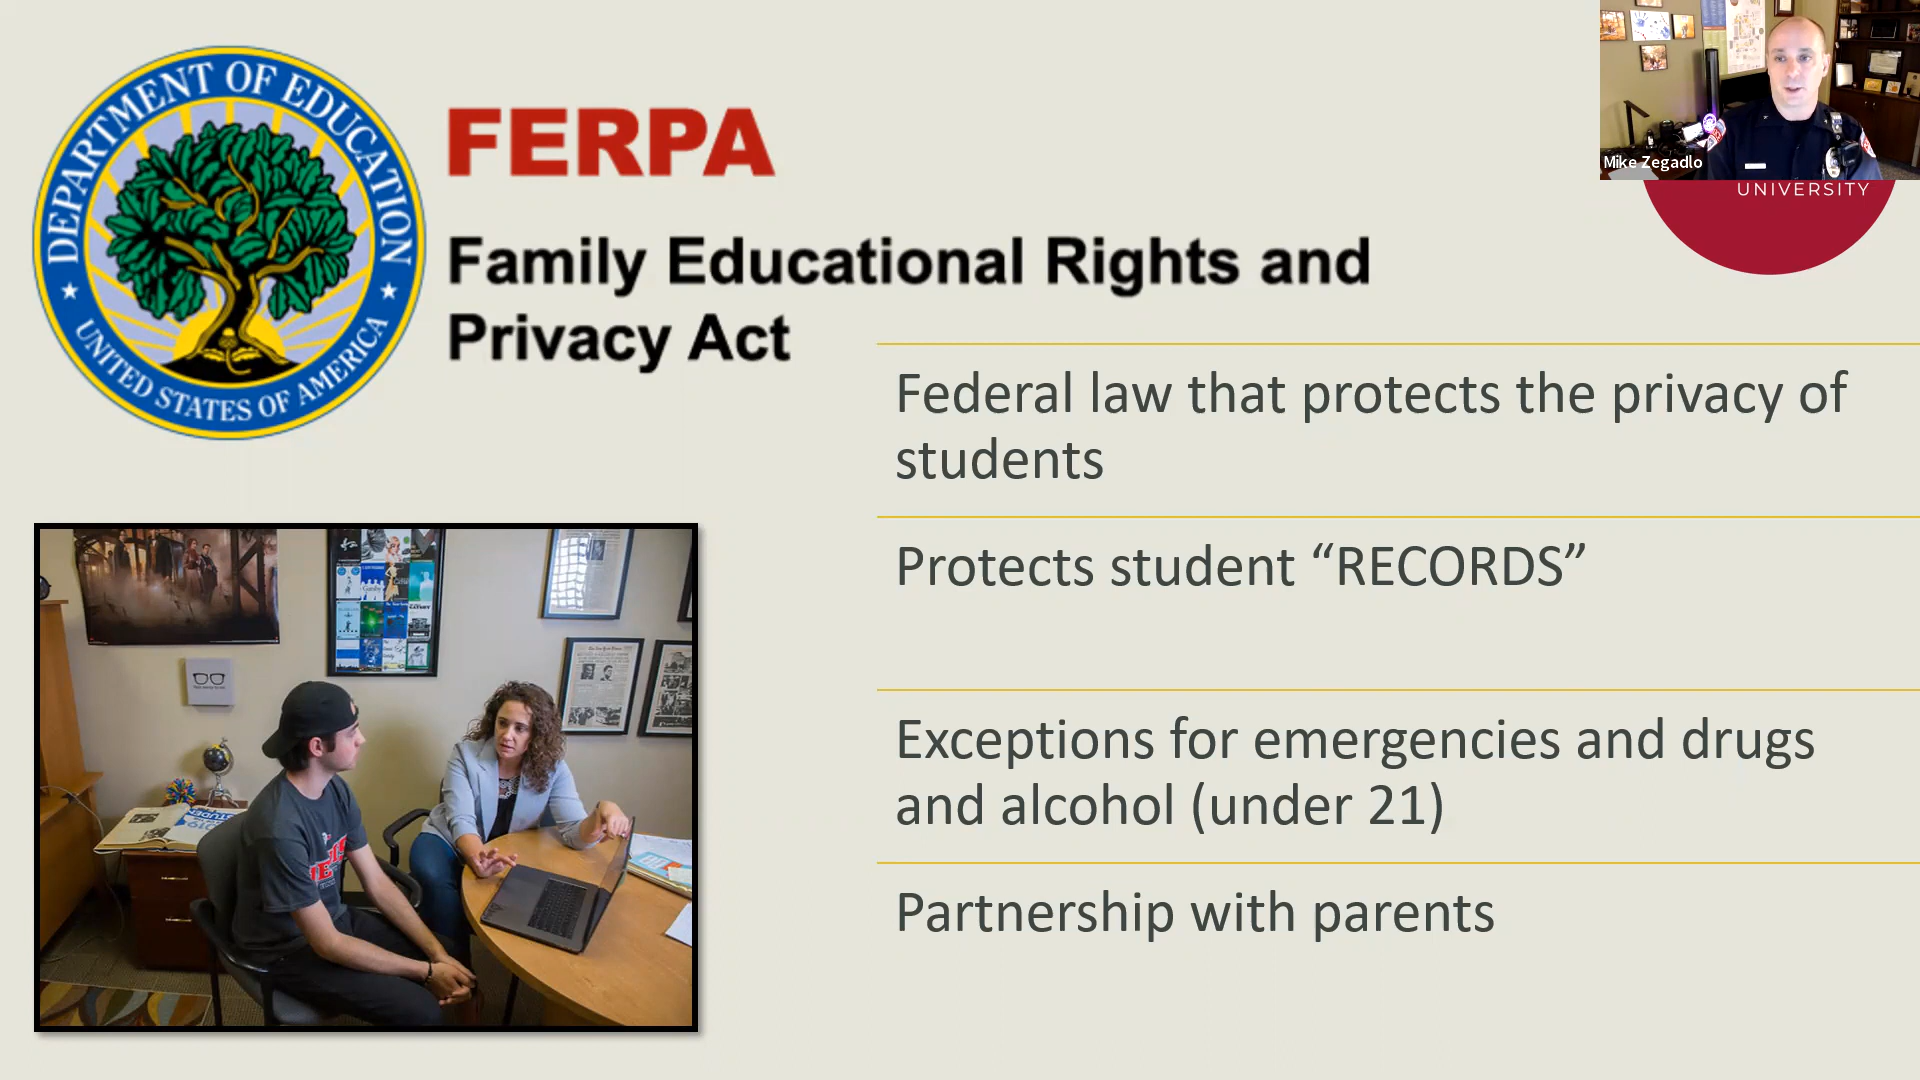 DEPARTMENT OF EDUCATION
UNITED STATES OF AMERICA
FERPA
Family Educational Rights and
Privacy Act
Mike Zegadlo
UNIVERSITY
Federal law that protects the privacy of
students
Protects student “RECORDS”
Exceptions for emergencies and drugs
and alcohol (under 21)
Partnership with parents